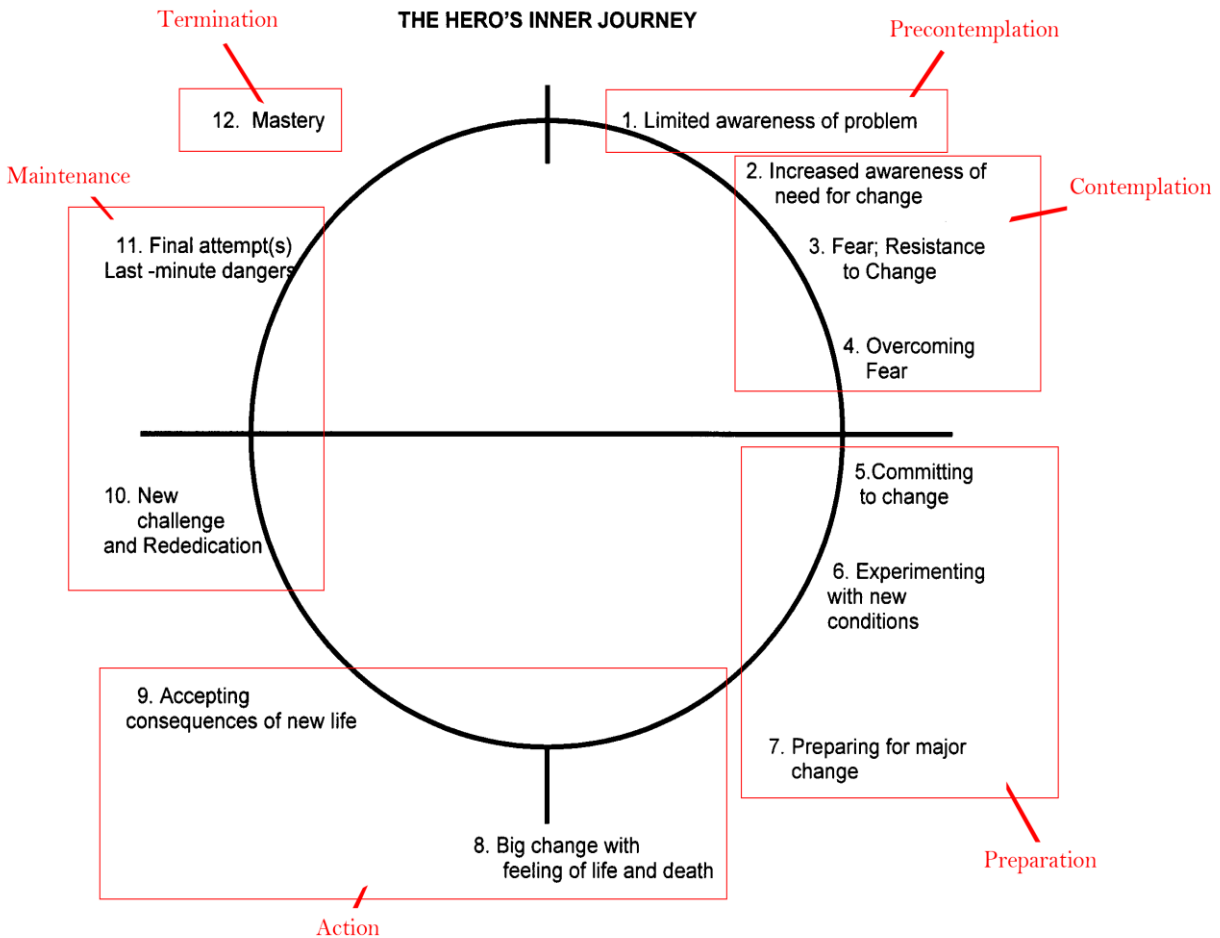 Termination
THE HERO'S INNER JOURNEY
Precontemplation
12. Mastery
1. Limited awareness of problem
2. Increased awareness of
need for change
Contemplation
3. Fear; Resistance
to Change
4. Overcoming
Fear
5.Committing
to change
6. Experimenting
with new
conditions
7. Preparing for major
change
Preparation
8. Big change with
feeling of life and death
Action
9. Accepting
consequences of new life
10. New
challenge
and Rededication
Maintenance
11. Final attempt(s)
Last -minute dangers